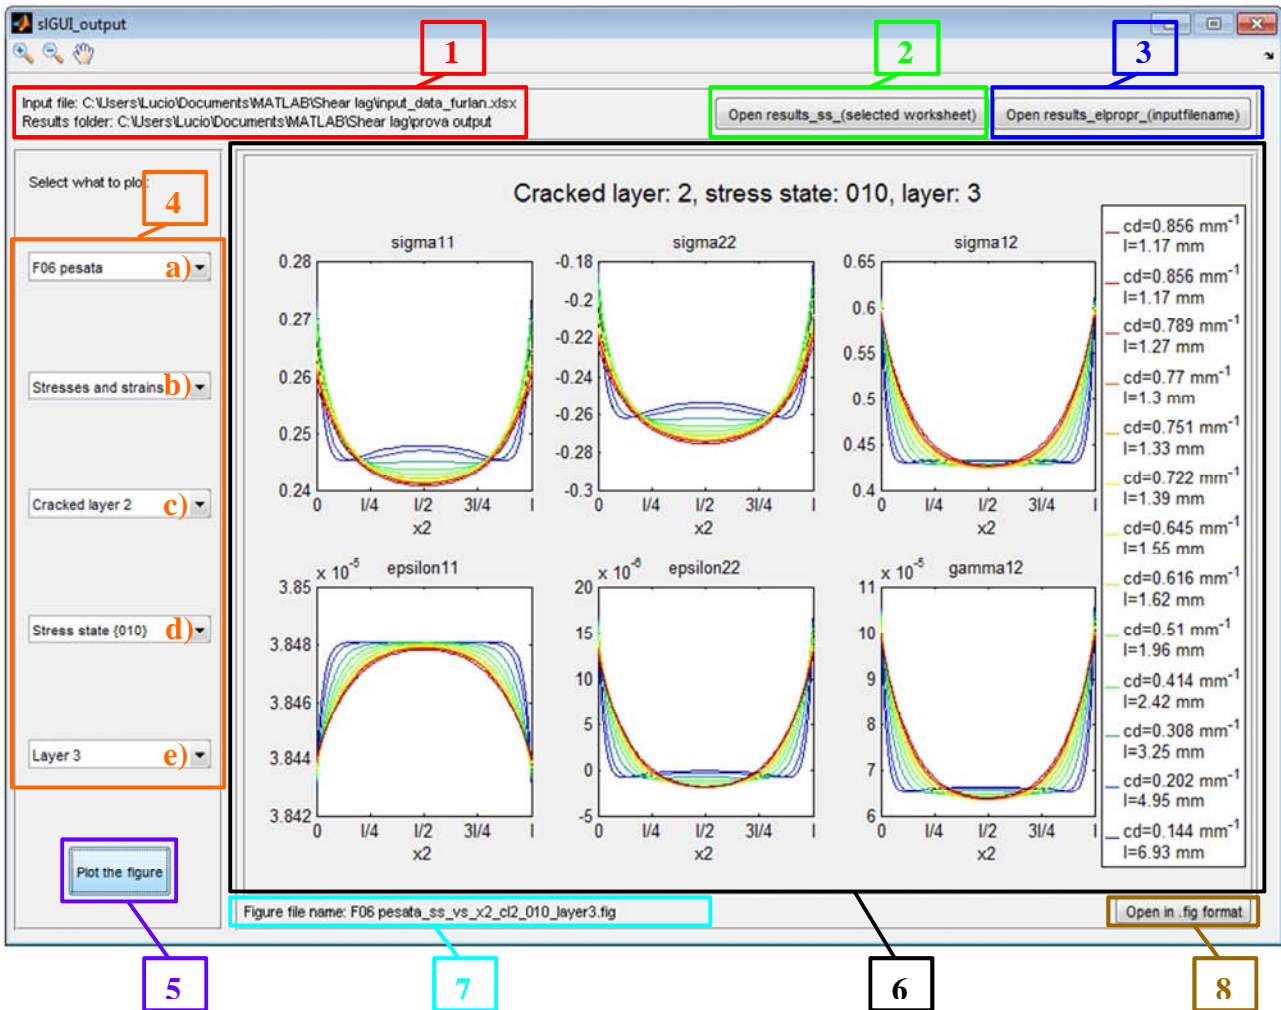 slGUI_output
1
2
3
Input file: C:\Users\Lucio\Documents\MATLAB\Shear lag\input_data_furlan.xlsx
Results folder: C:\Users\Lucio\Documents\MATLAB\Shear lag\prova output
Open results_ss_(selected worksheet)
Open results_elpropr_(inputfilename)
Select what to plot:
4
F06 pesata
a)
Stresses and strains
b)
Cracked layer 2
c)
Stress state {010}
d)
Layer 3
e)
Plot the figure
5
Cracked layer: 2, stress state: 010, layer: 3
sigma11
0.28
0.27
0.26
0.25
0.24
0 l/4 l/2 3l/4 l
x2
sigma22
-0.18
-0.2
-0.22
-0.24
-0.26
-0.28
-0.3
0 l/4 l/2 3l/4 l
x2
sigma12
0.65
0.6
0.55
0.5
0.45
0.4
0 l/4 l/2 3l/4 l
x2
epsilon11
x 10^-5
3.85
3.848
3.846
3.844
3.842
0 l/4 l/2 3l/4 l
x2
epsilon22
x 10^-6
20
15
10
5
0
-5
0 l/4 l/2 3l/4 l
x2
gamma12
x 10^-5
11
10
9
8
7
6
0 l/4 l/2 3l/4 l
x2
cd=0.856 mm^-1
l=1.17 mm
cd=0.856 mm^-1
l=1.17 mm
cd=0.789 mm^-1
l=1.27 mm
cd=0.77 mm^-1
l=1.3 mm
cd=0.751 mm^-1
l=1.33 mm
cd=0.722 mm^-1
l=1.39 mm
cd=0.645 mm^-1
l=1.55 mm
cd=0.616 mm^-1
l=1.62 mm
cd=0.51 mm^-1
l=1.96 mm
cd=0.414 mm^-1
l=2.42 mm
cd=0.308 mm^-1
l=3.25 mm
cd=0.202 mm^-1
l=4.95 mm
cd=0.144 mm^-1
l=6.93 mm
Figure file name: F06 pesata_ss_vs_x2_cl2_010_layer3.fig
Open in .fig format
7
6
8